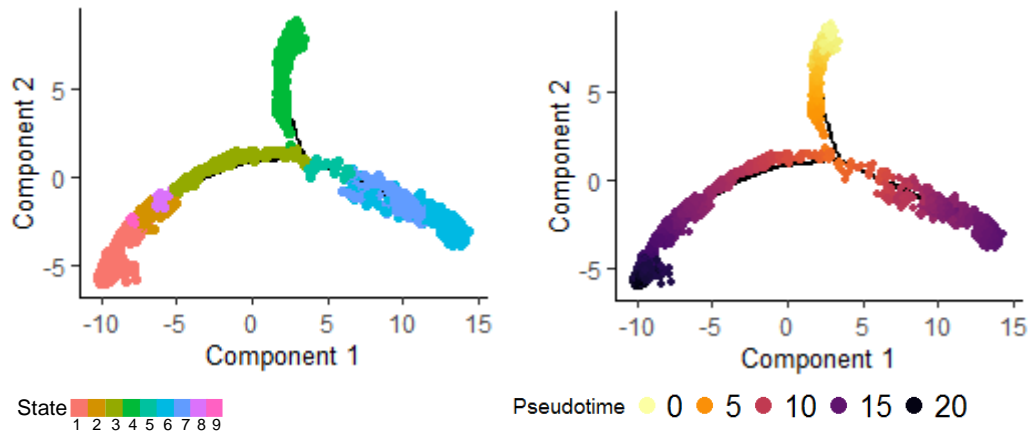 Component 2
5
0
-5
-10 -5 0 5 10 15
Component 1
State
1 2 3 4 5 6 7 8 9
Component 2
5
0
-5
-10 -5 0 5 10 15
Component 1
Pseudotime 0 5 10 15 20